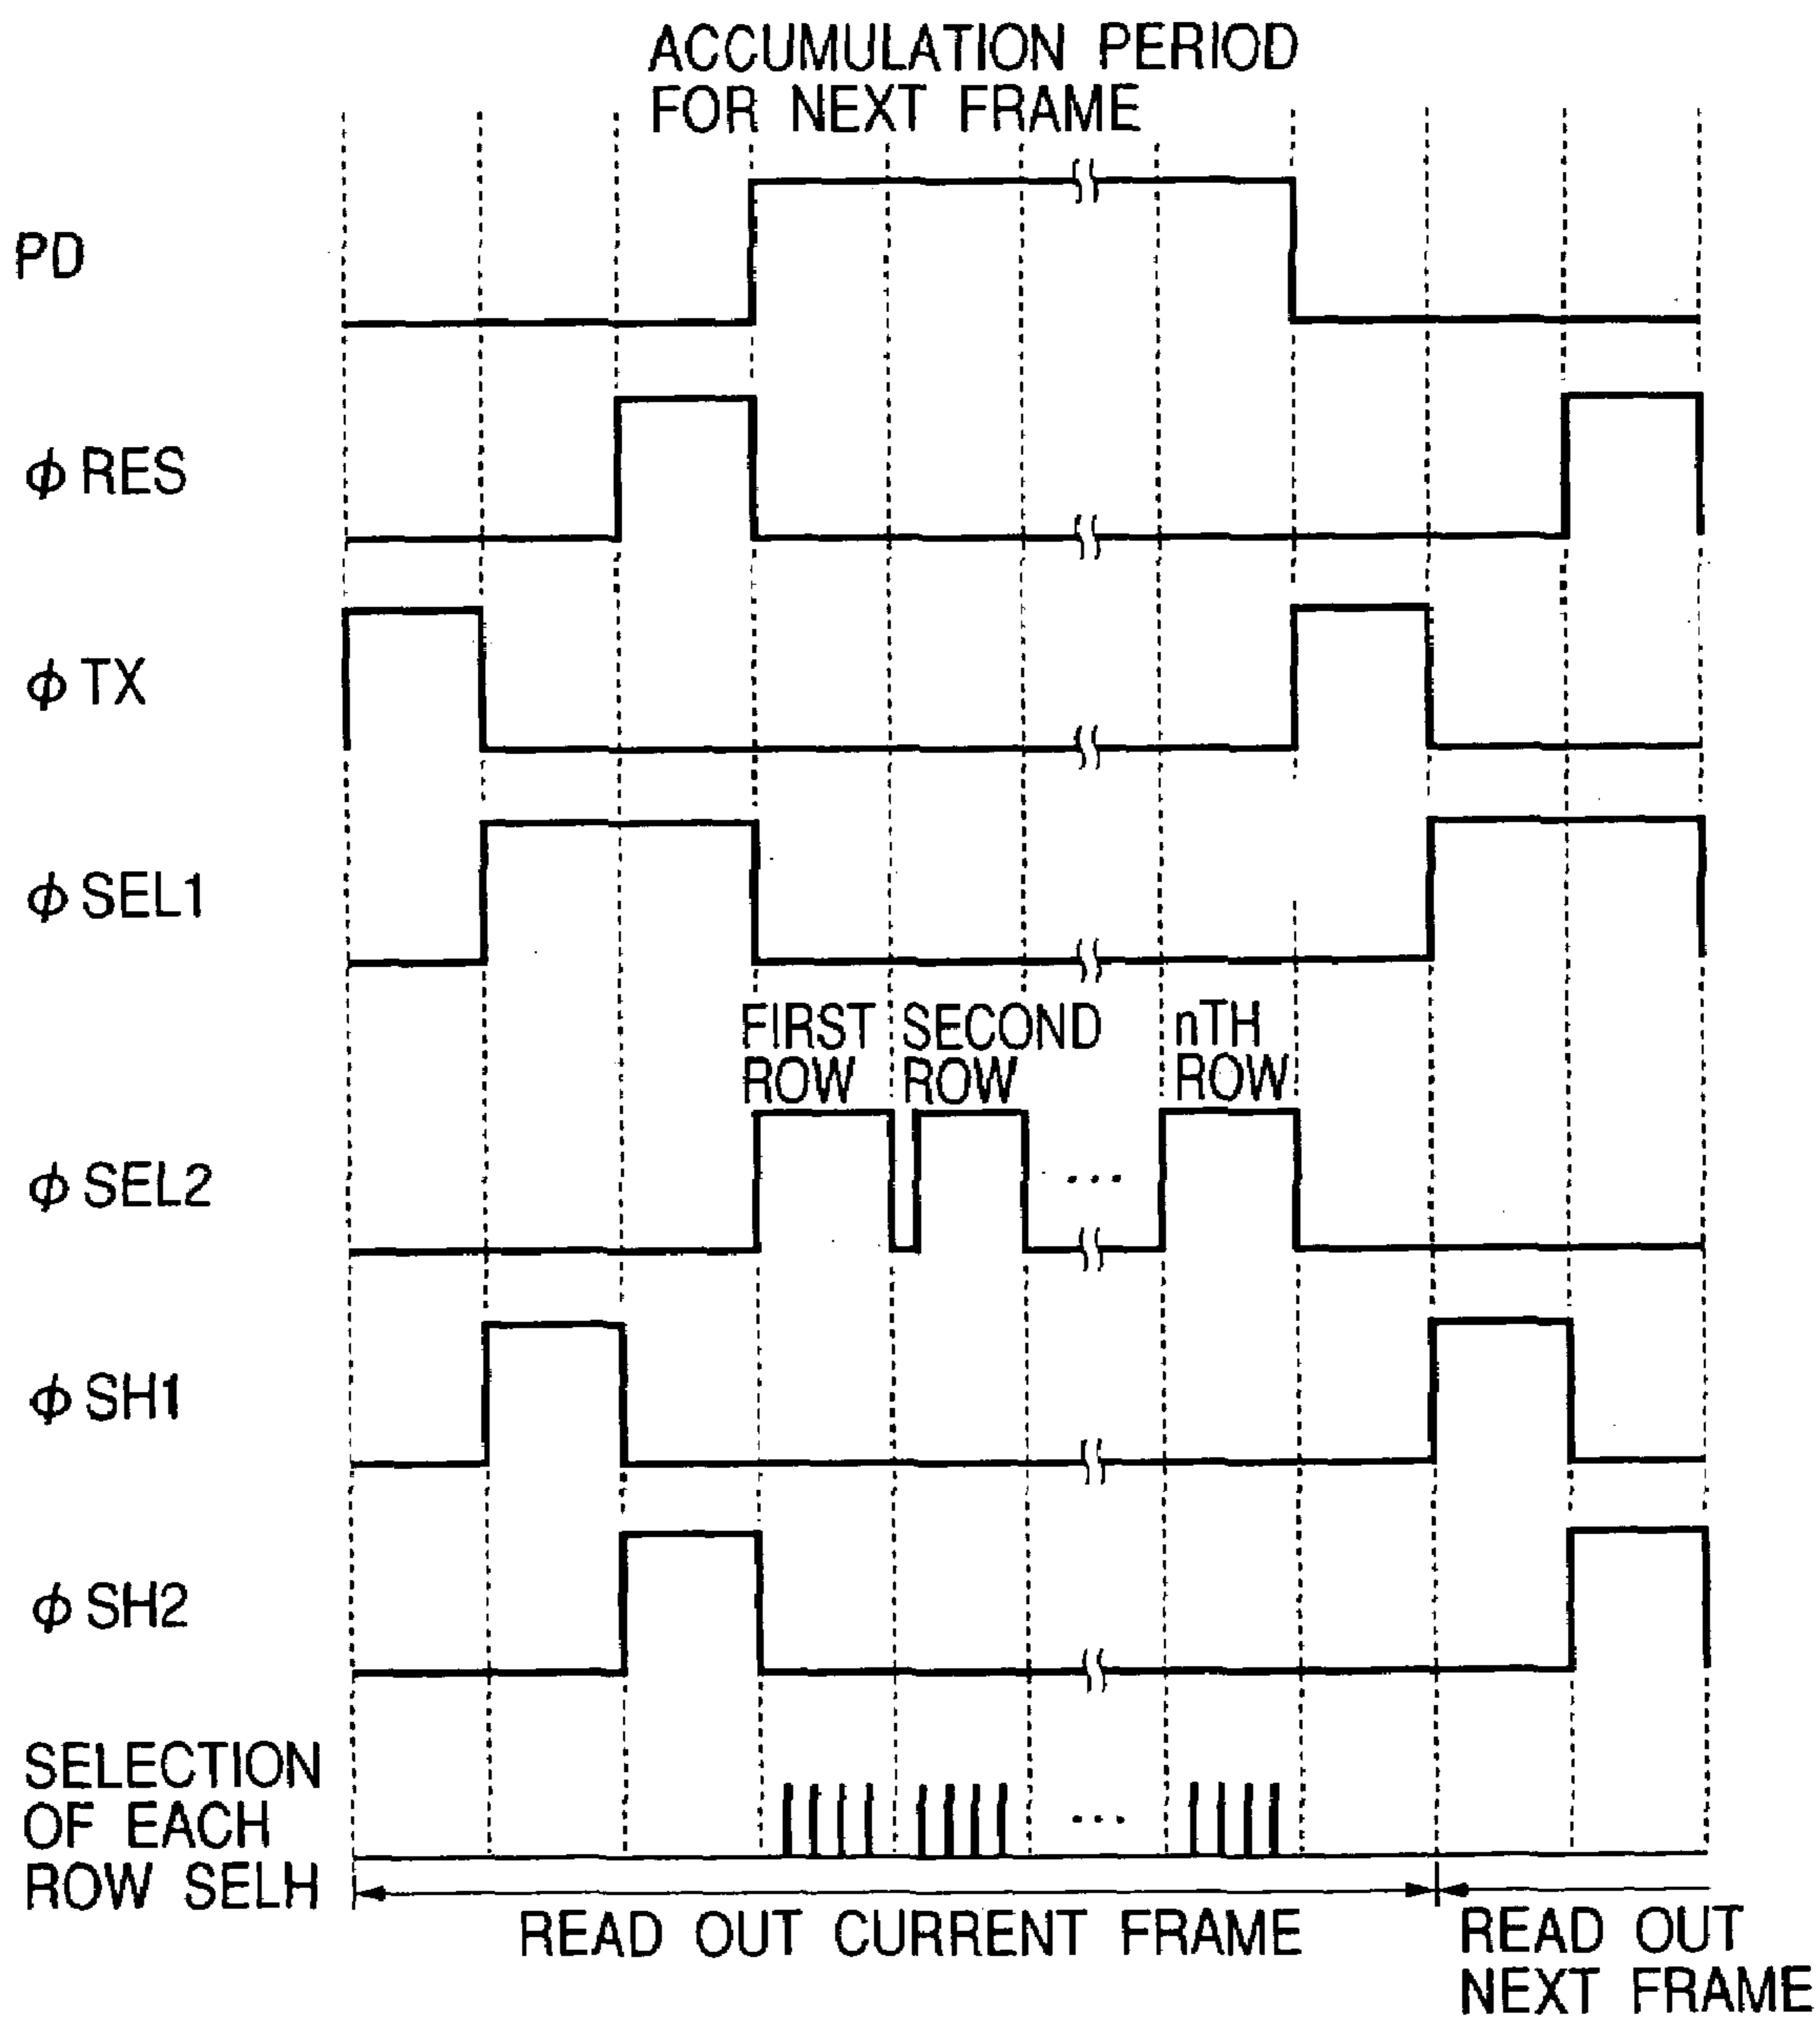 ACCUMULATION PERIOD
FOR NEXT FRAME
PD
φ RES
φ TX
φ SEL1
FIRST ROW
SECOND ROW
nTH ROW
φ SEL2
...
φ SH1
φ SH2
SELECTION
OF EACH
ROW SELH
...
READ OUT CURRENT FRAME
READ OUT
NEXT FRAME